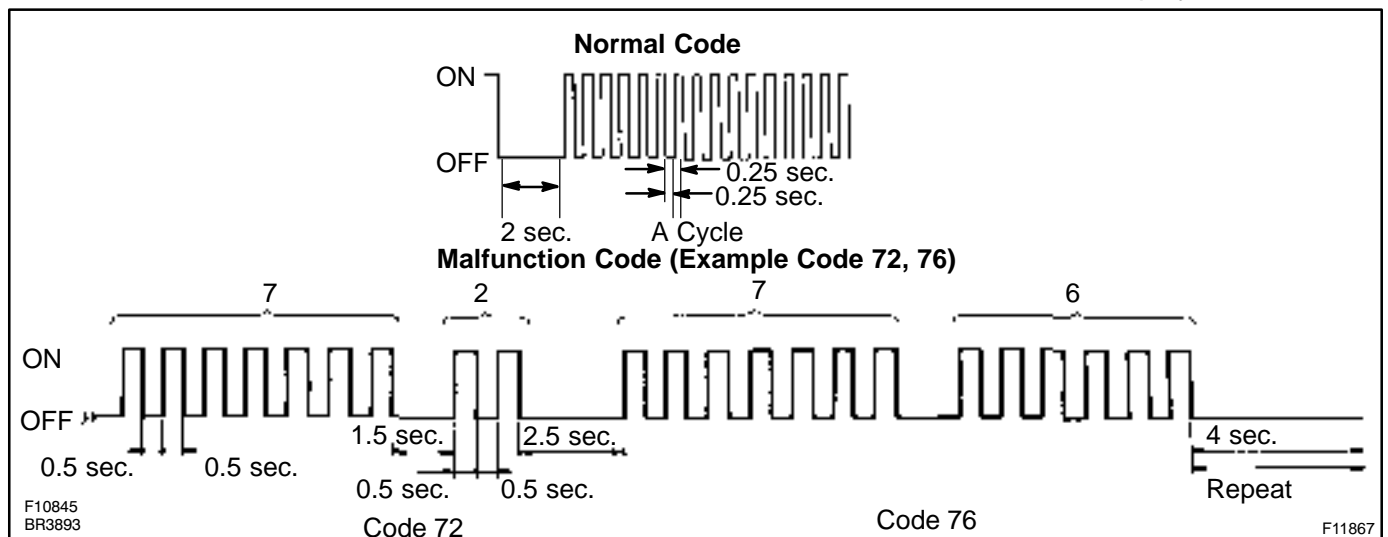 Normal Code
ON
OFF
0.25 sec.
0.25 sec.
2 sec.
A Cycle
Malfunction Code (Example Code 72, 76)
7
2
7
6
ON
OFF
1.5 sec.
2.5 sec.
4 sec.
0.5 sec.
0.5 sec.
0.5 sec.
0.5 sec.
Repeat
F10845
BR3893
Code 72
Code 76
F11867